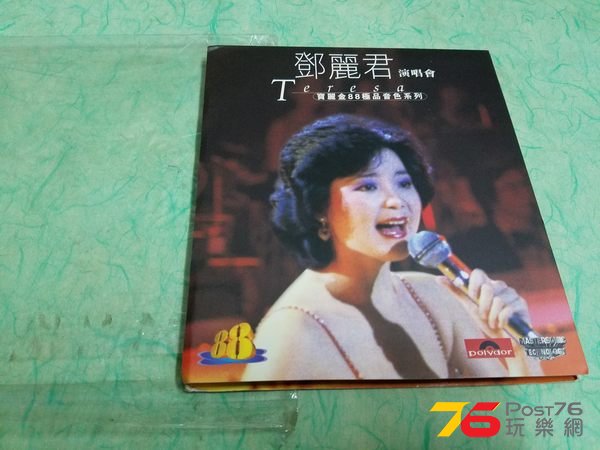 鄧麗君 演唱會
Teresa
寶麗金88極品音色系列
88
polydor
76 POST76
玩樂網